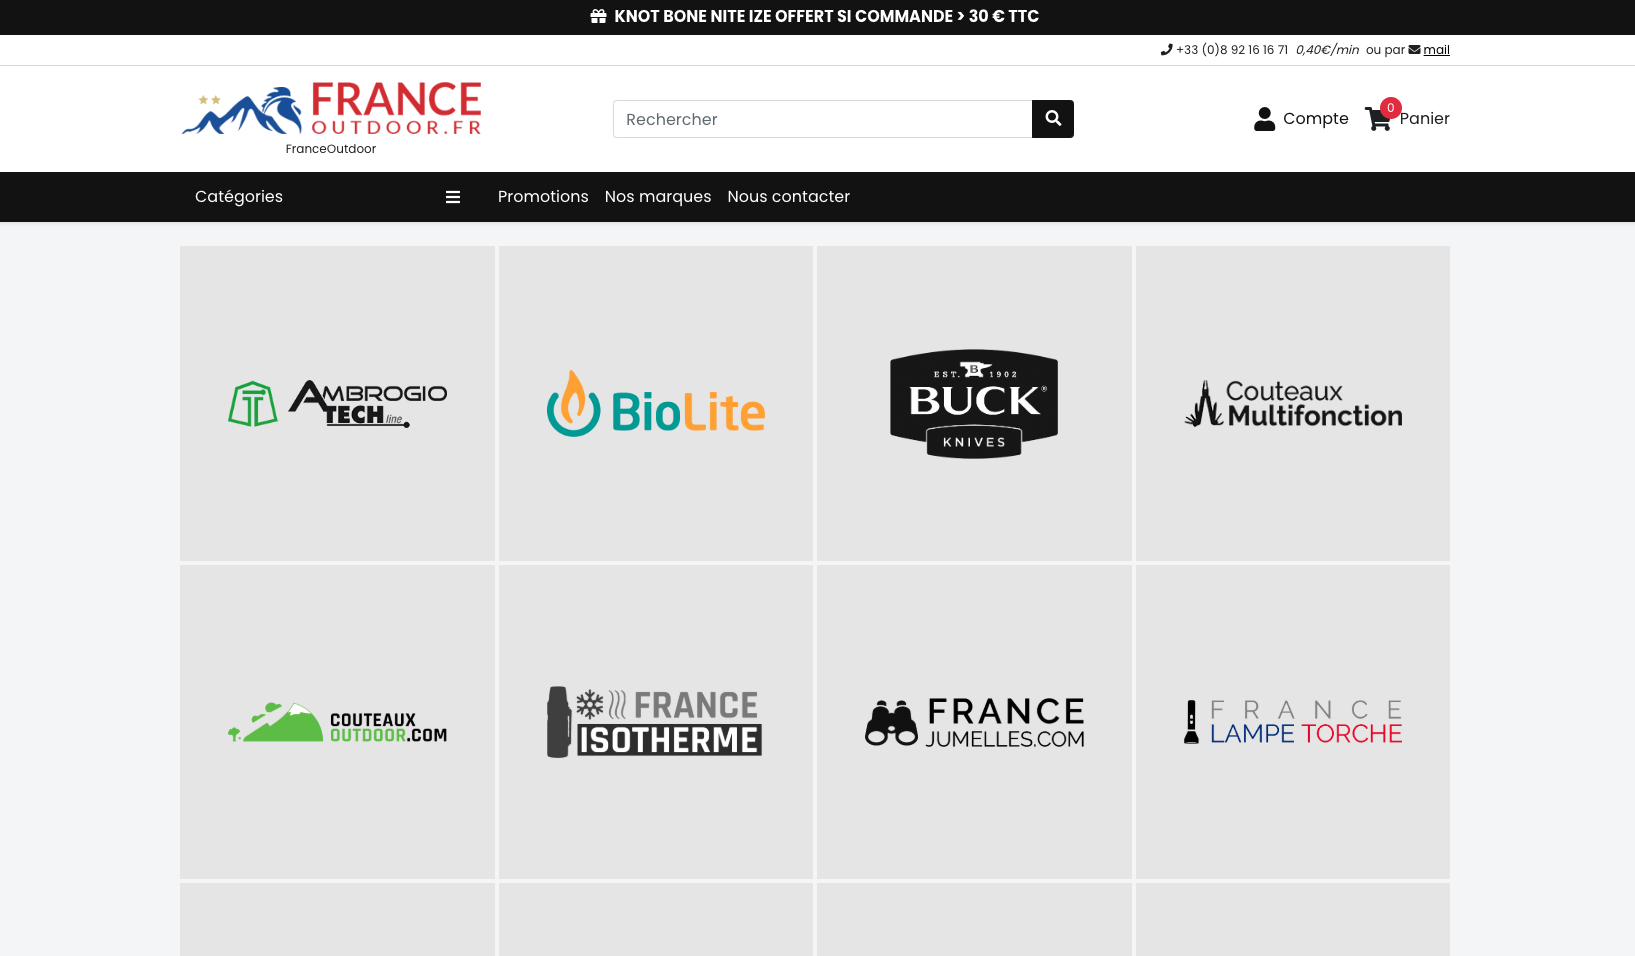 KNOT BONE NITE IZE OFFERT SI COMMANDE > 30 € TTC
+33 (0)8 92 16 16 71 0,40€/min ou par mail
FRANCE
OUTDOOR.FR
FranceOutdoor
Rechercher
Compte
0
Panier
Catégories
Promotions
Nos marques
Nous contacter
AMBROGIO
TECH line
BioLite
EST. B 1902
BUCK®
KNIVES
Couteaux
Multifonction
COUTEAUX
OUTDOOR.COM
FRANCE
ISOTHERME
FRANCE
JUMELLES.COM
FRANCE
LAMPE TORCHE